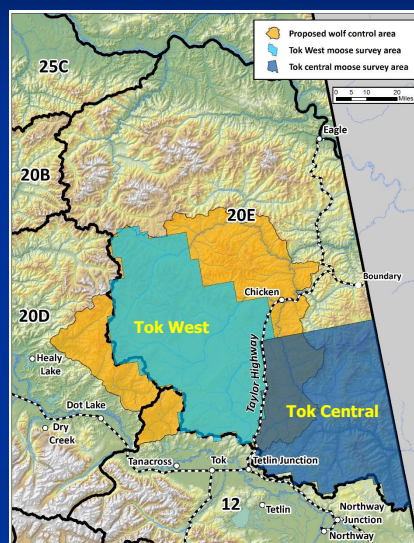 Proposed wolf control area
Tok West moose survey area
Tok central moose survey area
0 5 10 20
Miles
25C
Eagle
20B
20E
Boundary
Chicken
20D
Tok West
Healy
Lake
Taylor Highway
Tok Central
Dot Lake
Dry
Creek
Tanacross
Tok
Tetlin Junction
12
Tetlin
Northway
Junction
Northway